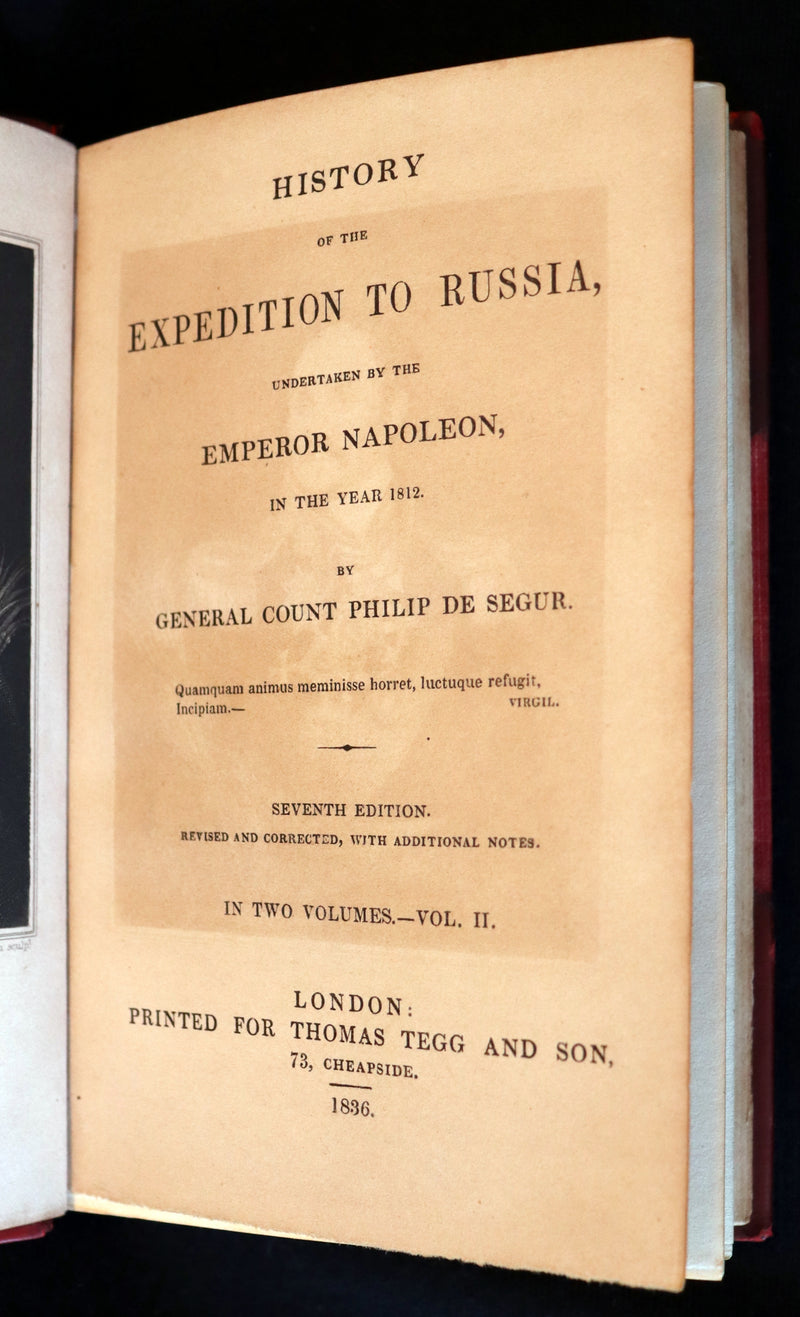 HISTORY
OF THE
EXPEDITION TO RUSSIA,
UNDERTAKEN BY THE
EMPEROR NAPOLEON,
IN THE YEAR 1812.
BY
GENERAL COUNT PHILIP DE SEGUR.
Quamquam animus meminisse horret, luctuque refugit,
Incipiam.— VIRGIL.
SEVENTH EDITION.
REVISED AND CORRECTED, WITH ADDITIONAL NOTES.
IN TWO VOLUMES.—VOL. II.
LONDON:
PRINTED FOR THOMAS TEGG AND SON,
73, CHEAPSIDE.
1836.
sculpt